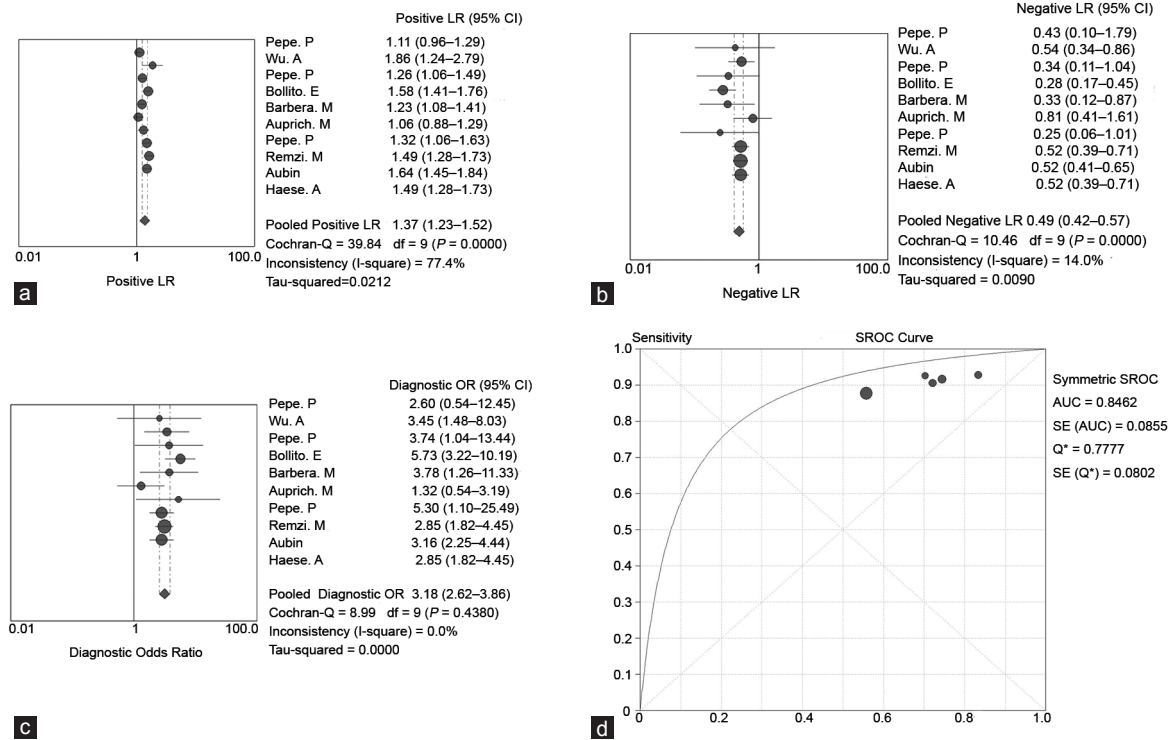 Positive LR (95% CI)
Pepe. P 1.11 (0.96–1.29)
Wu. A 1.86 (1.24–2.79)
Pepe. P 1.26 (1.06–1.49)
Bollito. E 1.58 (1.41–1.76)
Barbera. M 1.23 (1.08–1.41)
Auprich. M 1.06 (0.88–1.29)
Pepe. P 1.32 (1.06–1.63)
Remzi. M 1.49 (1.28–1.73)
Aubin 1.64 (1.45–1.84)
Haese. A 1.49 (1.28–1.73)
Pooled Positive LR 1.37 (1.23–1.52)
Cochran-Q = 39.84 df = 9 (P = 0.0000)
Inconsistency (I-square) = 77.4%
Tau-squared=0.0212
0.01 1 100.0
Positive LR
a
Negative LR (95% CI)
Pepe. P 0.43 (0.10–1.79)
Wu. A 0.54 (0.34–0.86)
Pepe. P 0.34 (0.11–1.04)
Bollito. E 0.28 (0.17–0.45)
Barbera. M 0.33 (0.12–0.87)
Auprich. M 0.81 (0.41–1.61)
Pepe. P 0.25 (0.06–1.01)
Remzi. M 0.52 (0.39–0.71)
Aubin 0.52 (0.41–0.65)
Haese. A 0.52 (0.39–0.71)
Pooled Negative LR 0.49 (0.42–0.57)
Cochran-Q = 10.46 df = 9 (P = 0.0000)
Inconsistency (I-square) = 14.0%
Tau-squared = 0.0090
0.01 1 100.0
Negative LR
b
Diagnostic OR (95% CI)
Pepe. P 2.60 (0.54–12.45)
Wu. A 3.45 (1.48–8.03)
Pepe. P 3.74 (1.04–13.44)
Bollito. E 5.73 (3.22–10.19)
Barbera. M 3.78 (1.26–11.33)
Auprich. M 1.32 (0.54–3.19)
Pepe. P 5.30 (1.10–25.49)
Remzi. M 2.85 (1.82–4.45)
Aubin 3.16 (2.25–4.44)
Haese. A 2.85 (1.82–4.45)
Pooled Diagnostic OR 3.18 (2.62–3.86)
Cochran-Q = 8.99 df = 9 (P = 0.4380)
Inconsistency (I-square) = 0.0%
Tau-squared = 0.0000
0.01 1 100.0
Diagnostic Odds Ratio
c
Sensitivity SROC Curve
1.0
0.9
0.8
0.7
0.6
0.5
0.4
0.3
0.2
0.1
0
0 0.2 0.4 0.6 0.8 1.0
Symmetric SROC
AUC = 0.8462
SE (AUC) = 0.0855
Q* = 0.7777
SE (Q*) = 0.0802
d